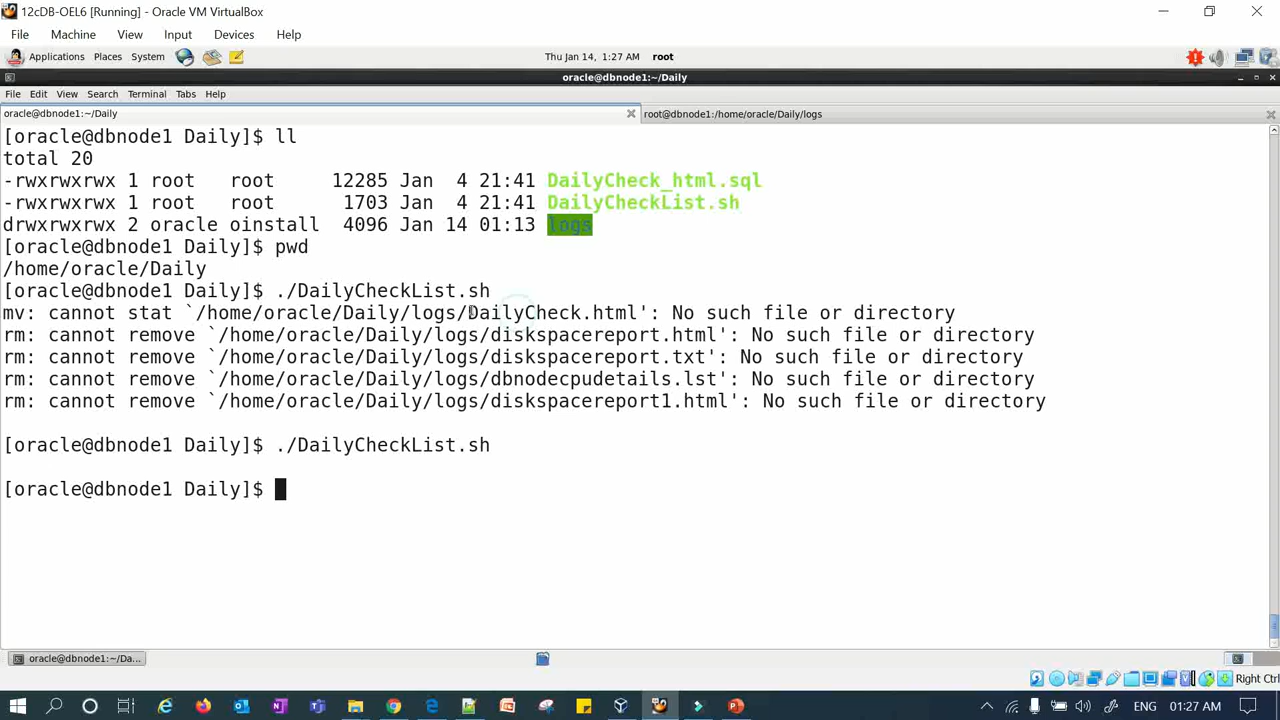 12cDB-OEL6 [Running] - Oracle VM VirtualBox
File Machine View Input Devices Help
Applications Places System Thu Jan 14, 1:27 AM root
oracle@dbnode1:~/Daily
File Edit View Search Terminal Tabs Help
oracle@dbnode1:~/Daily root@dbnode1:/home/oracle/Daily/logs
[oracle@dbnode1 Daily]$ ll
total 20
-rwxrwxrwx 1 root   root     12285 Jan  4 21:41 DailyCheck_html.sql
-rwxrwxrwx 1 root   root      1703 Jan  4 21:41 DailyCheckList.sh
drwxrwxrwx 2 oracle oinstall  4096 Jan 14 01:13 logs
[oracle@dbnode1 Daily]$ pwd
/home/oracle/Daily
[oracle@dbnode1 Daily]$ ./DailyCheckList.sh
mv: cannot stat `/home/oracle/Daily/logs/DailyCheck.html': No such file or directory
rm: cannot remove `/home/oracle/Daily/logs/diskspacereport.html': No such file or directory
rm: cannot remove `/home/oracle/Daily/logs/diskspacereport.txt': No such file or directory
rm: cannot remove `/home/oracle/Daily/logs/dbnodecpudetails.lst': No such file or directory
rm: cannot remove `/home/oracle/Daily/logs/diskspacereport1.html': No such file or directory
[oracle@dbnode1 Daily]$ ./DailyCheckList.sh
[oracle@dbnode1 Daily]$
oracle@dbnode1:~/Da...
Right Ctrl
ENG 01:27 AM